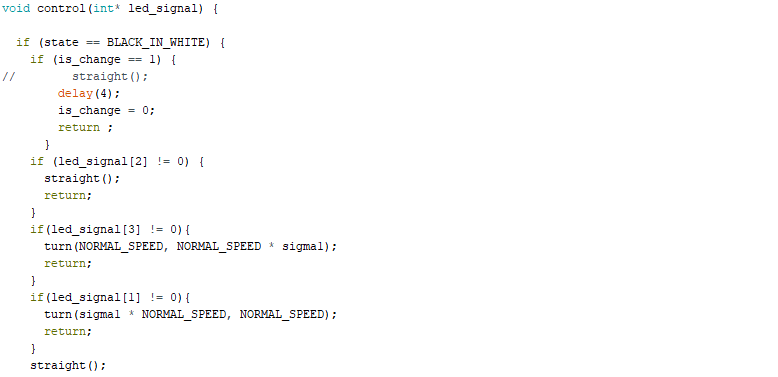 void control(int* led_signal) {
if (state == BLACK_IN_WHITE) {
if (is_change == 1) {
// straight();
delay(4);
is_change = 0;
return ;
}
if (led_signal[2] != 0) {
straight();
return;
}
if(led_signal[3] != 0){
turn(NORMAL_SPEED, NORMAL_SPEED * sigma1);
return;
}
if(led_signal[1] != 0){
turn(sigma1 * NORMAL_SPEED, NORMAL_SPEED);
return;
}
straight();